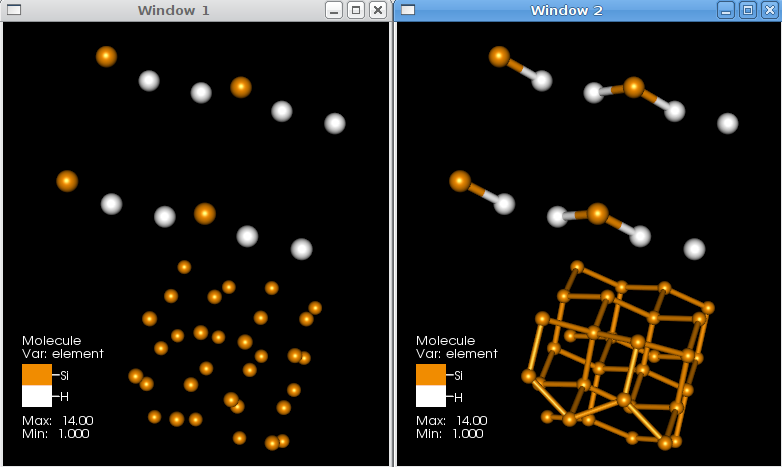 Window 1
Molecule
Var: element
Si
H
Max: 14.00
Min: 1.000
Window 2
Molecule
Var: element
Si
H
Max: 14.00
Min: 1.000